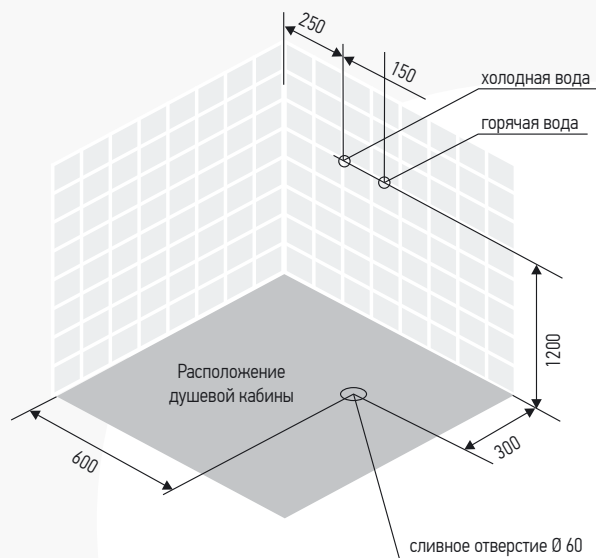 250
150
холодная вода
горячая вода
1200
Расположение
душевой кабины
600
300
сливное отверстие Ø 60